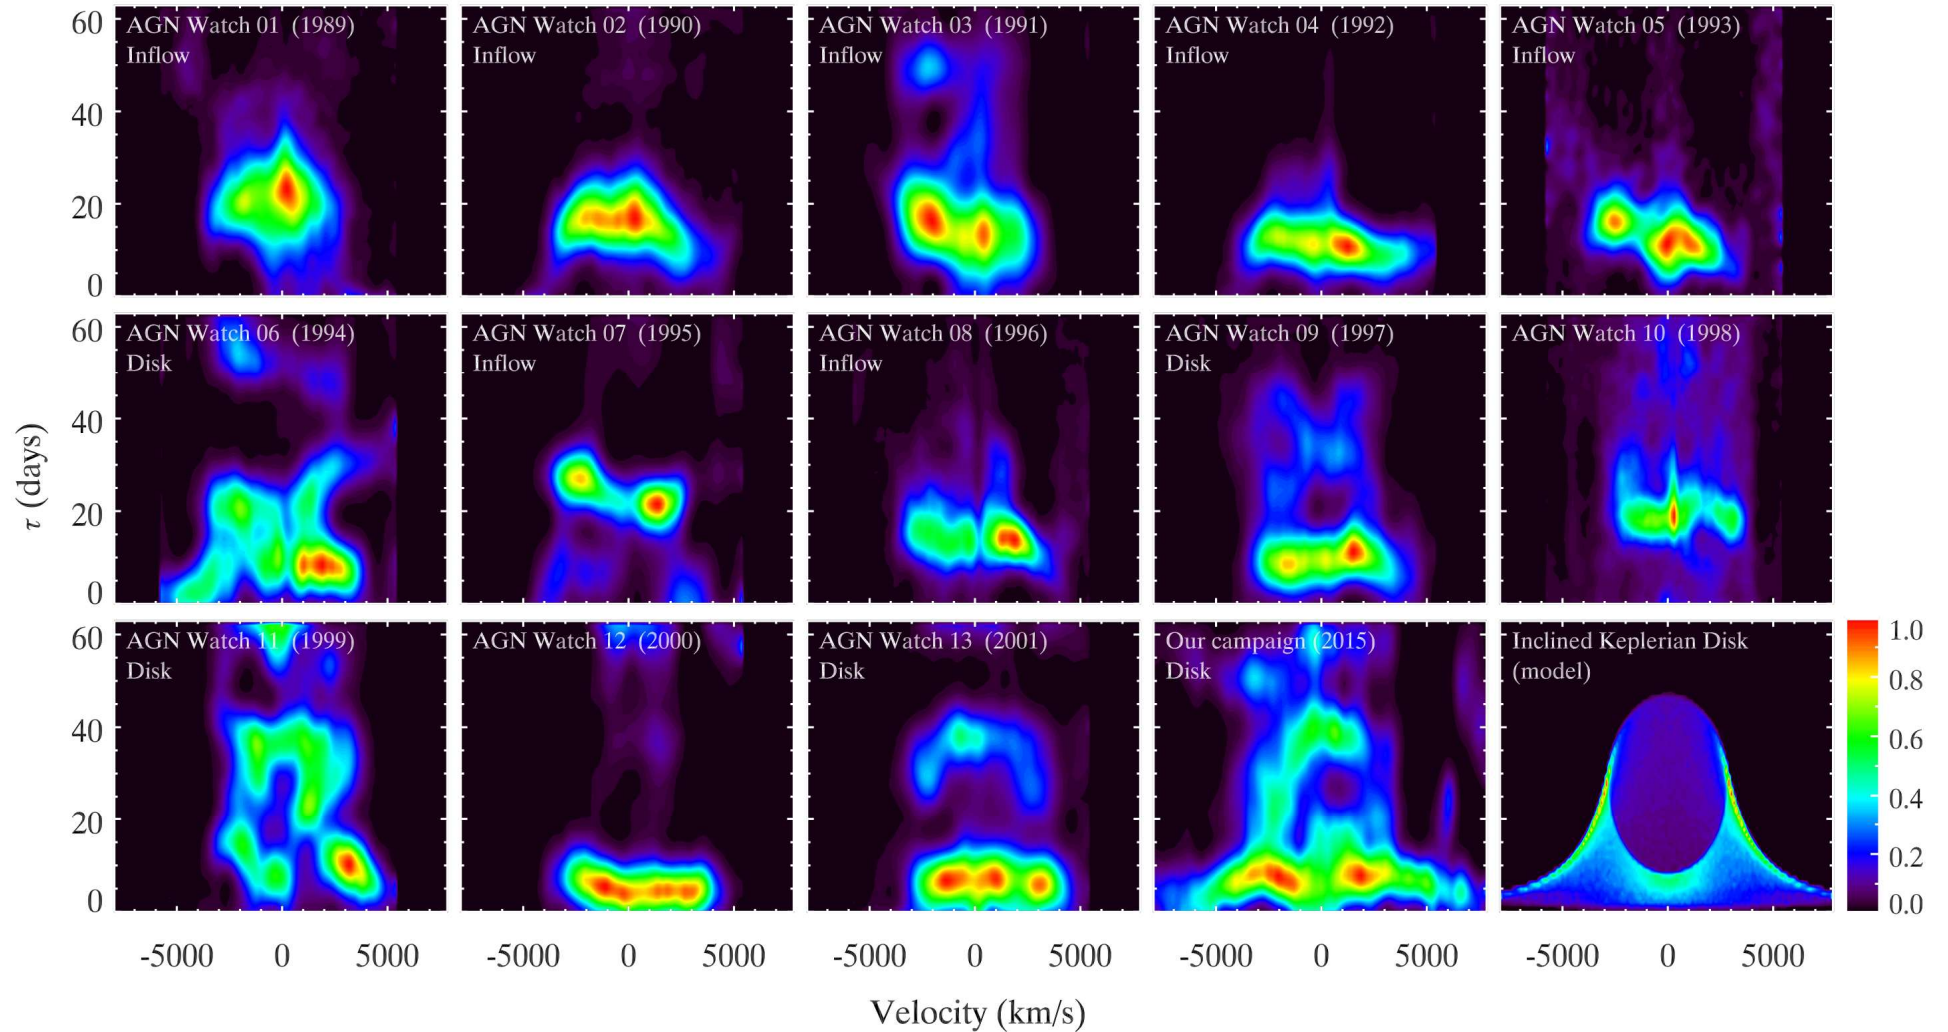 AGN Watch 01 (1989)
Inflow
AGN Watch 02 (1990)
Inflow
AGN Watch 03 (1991)
Inflow
AGN Watch 04 (1992)
Inflow
AGN Watch 05 (1993)
Inflow
60
40
20
0
AGN Watch 06 (1994)
Disk
AGN Watch 07 (1995)
Inflow
AGN Watch 08 (1996)
Inflow
AGN Watch 09 (1997)
Disk
AGN Watch 10 (1998)
60
40
20
0
τ (days)
AGN Watch 11 (1999)
Disk
AGN Watch 12 (2000)
AGN Watch 13 (2001)
Disk
Our campaign (2015)
Disk
Inclined Keplerian Disk
(model)
60
40
20
0
1.0
0.8
0.6
0.4
0.2
0.0
-5000 0 5000 -5000 0 5000 -5000 0 5000 -5000 0 5000 -5000 0 5000
Velocity (km/s)